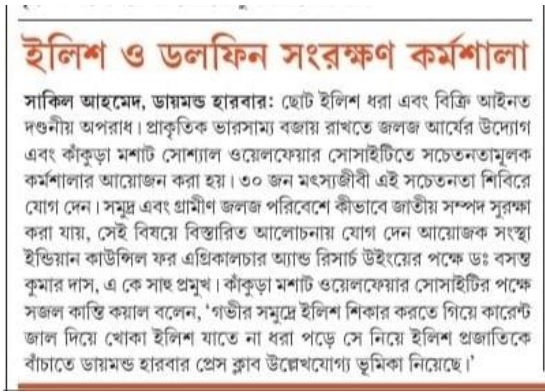 ইলিশ ও ডলফিন সংরক্ষণ কর্মশালা
সাকিল আহমেদ, ডায়মন্ড হারবার: ছোট ইলিশ ধরা এবং বিক্রি আইনত
দণ্ডনীয় অপরাধ। প্রাকৃতিক ভারসাম্য বজায় রাখতে জলজ আর্যের উদ্যোগ
এবং কাঁকুড়া মশাট সোশ্যাল ওয়েলফেয়ার সোসাইটিতে সচেতনতামূলক
কর্মশালার আয়োজন করা হয়। ৩০ জন মৎস্যজীবী এই সচেতনতা শিবিরে
যোগ দেন। সমুদ্র এবং গ্রামীণ জলজ পরিবেশে কীভাবে জাতীয় সম্পদ সুরক্ষা
করা যায়, সেই বিষয়ে বিস্তারিত আলোচনায় যোগ দেন আয়োজক সংস্থা
ইন্ডিয়ান কাউন্সিল ফর এগ্রিকালচার অ্যান্ড রিসার্চ উইংয়ের পক্ষে ডঃ বসন্ত
কুমার দাস, এ কে সাহু প্রমুখ। কাঁকুড়া মশাট ওয়েলফেয়ার সোসাইটির পক্ষে
সজল কান্তি কয়াল বলেন, ‘গভীর সমুদ্রে ইলিশ শিকার করতে গিয়ে কারেন্ট
জাল দিয়ে খোকা ইলিশ যাতে না ধরা পড়ে সে নিয়ে ইলিশ প্রজাতিকে
বাঁচাতে ডায়মন্ড হারবার প্রেস ক্লাব উল্লেখযোগ্য ভূমিকা নিয়েছে।’